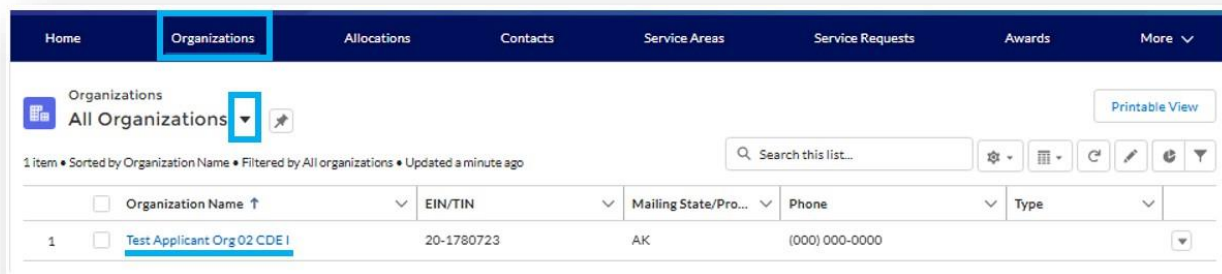 Home Organizations Allocations Contacts Service Areas Service Requests Awards More
Organizations
All Organizations
Printable View
1 item • Sorted by Organization Name • Filtered by All organizations • Updated a minute ago
Search this list...
Organization Name ↑ EIN/TIN Mailing State/Pro... Phone Type
1 Test Applicant Org 02 CDE I 20-1780723 AK (000) 000-0000